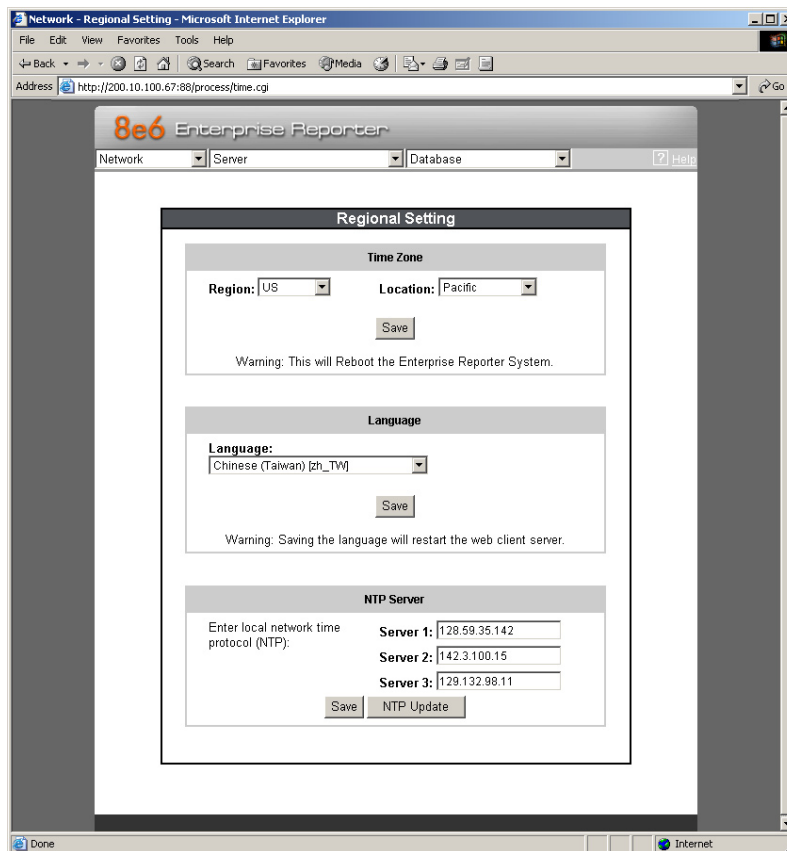 Network - Regional Setting - Microsoft Internet Explorer
File Edit View Favorites Tools Help
Back Search Favorites Media
Address http://200.10.100.67:88/process/time.cgi Go
8e6 Enterprise Reporter
Network Server Database ? Help
Regional Setting
Time Zone
Region: US Location: Pacific
Save
Warning: This will Reboot the Enterprise Reporter System.
Language
Language:
Chinese (Taiwan) [zh_TW]
Save
Warning: Saving the language will restart the web client server.
NTP Server
Enter local network time
protocol (NTP):
Server 1: 128.59.35.142
Server 2: 142.3.100.15
Server 3: 129.132.98.11
Save NTP Update
Done Internet